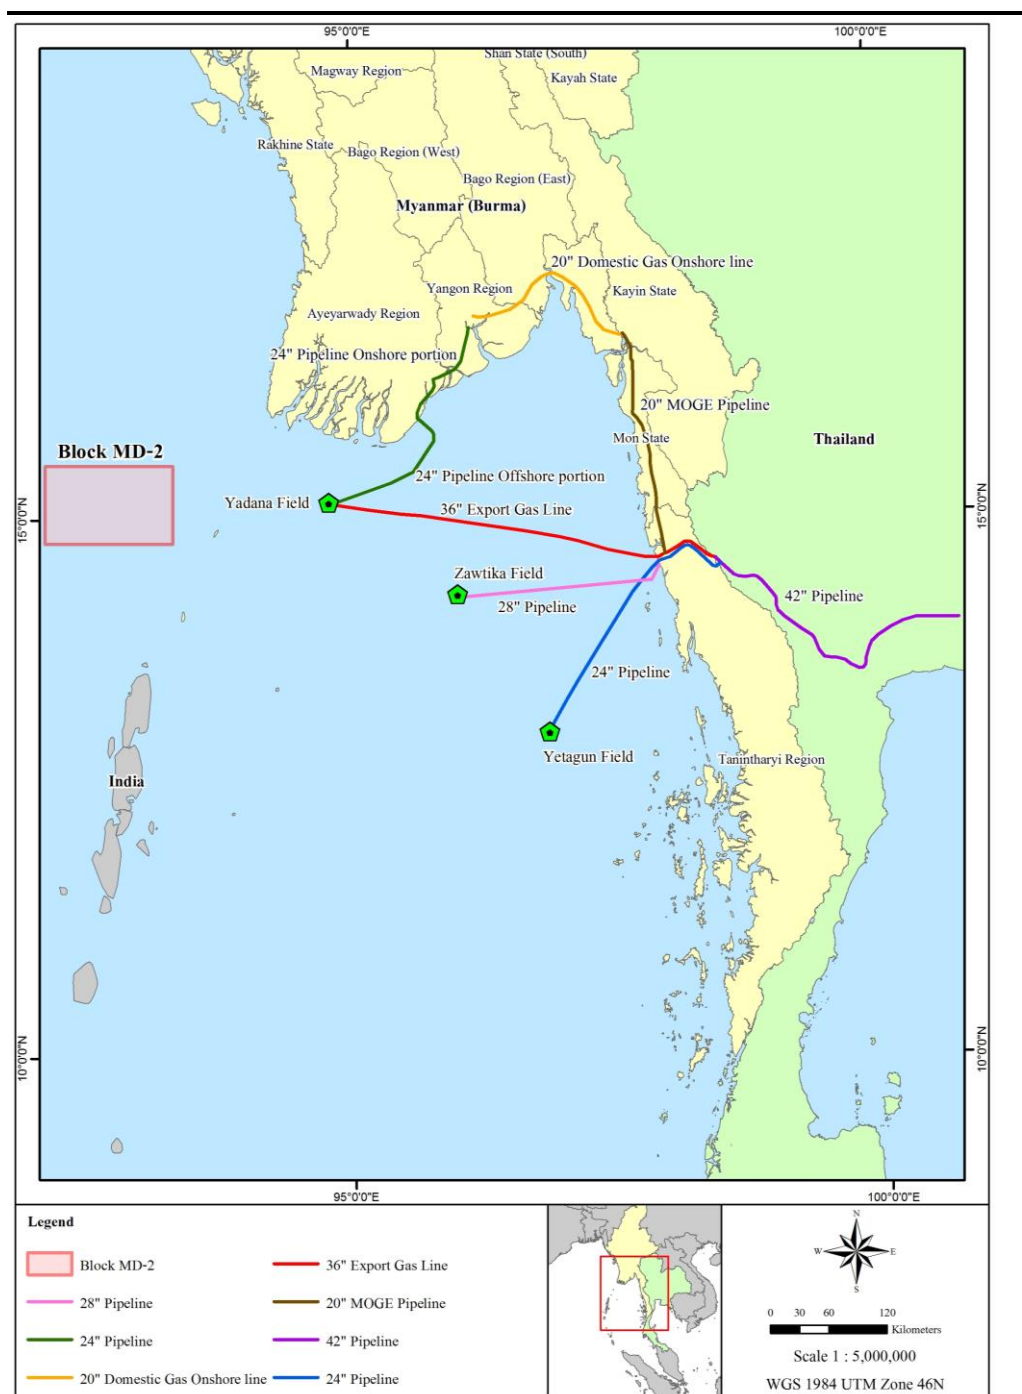 95°0'0"E
100°0'0"E
Shan State (South)
Magway Region
Kayah State
Rakhine State
Bago Region (West)
Bago Region (East)
Myanmar (Burma)
20" Domestic Gas Onshore line
Yangon Region
Kayin State
Ayeyarwady Region
24" Pipeline Onshore portion
20" MOGE Pipeline
Mon State
Thailand
Block MD-2
24" Pipeline Offshore portion
Yadana Field
36" Export Gas Line
15°0'0"N
15°0'0"N
Zawtika Field
28" Pipeline
42" Pipeline
24" Pipeline
Yetagun Field
Tanintharyi Region
India
10°0'0"N
10°0'0"N
95°0'0"E
100°0'0"E
Legend
Block MD-2
36" Export Gas Line
28" Pipeline
20" MOGE Pipeline
24" Pipeline
42" Pipeline
20" Domestic Gas Onshore line
24" Pipeline
N
W
E
S
0 30 60 120
Kilometers
Scale 1 : 5,000,000
WGS 1984 UTM Zone 46N